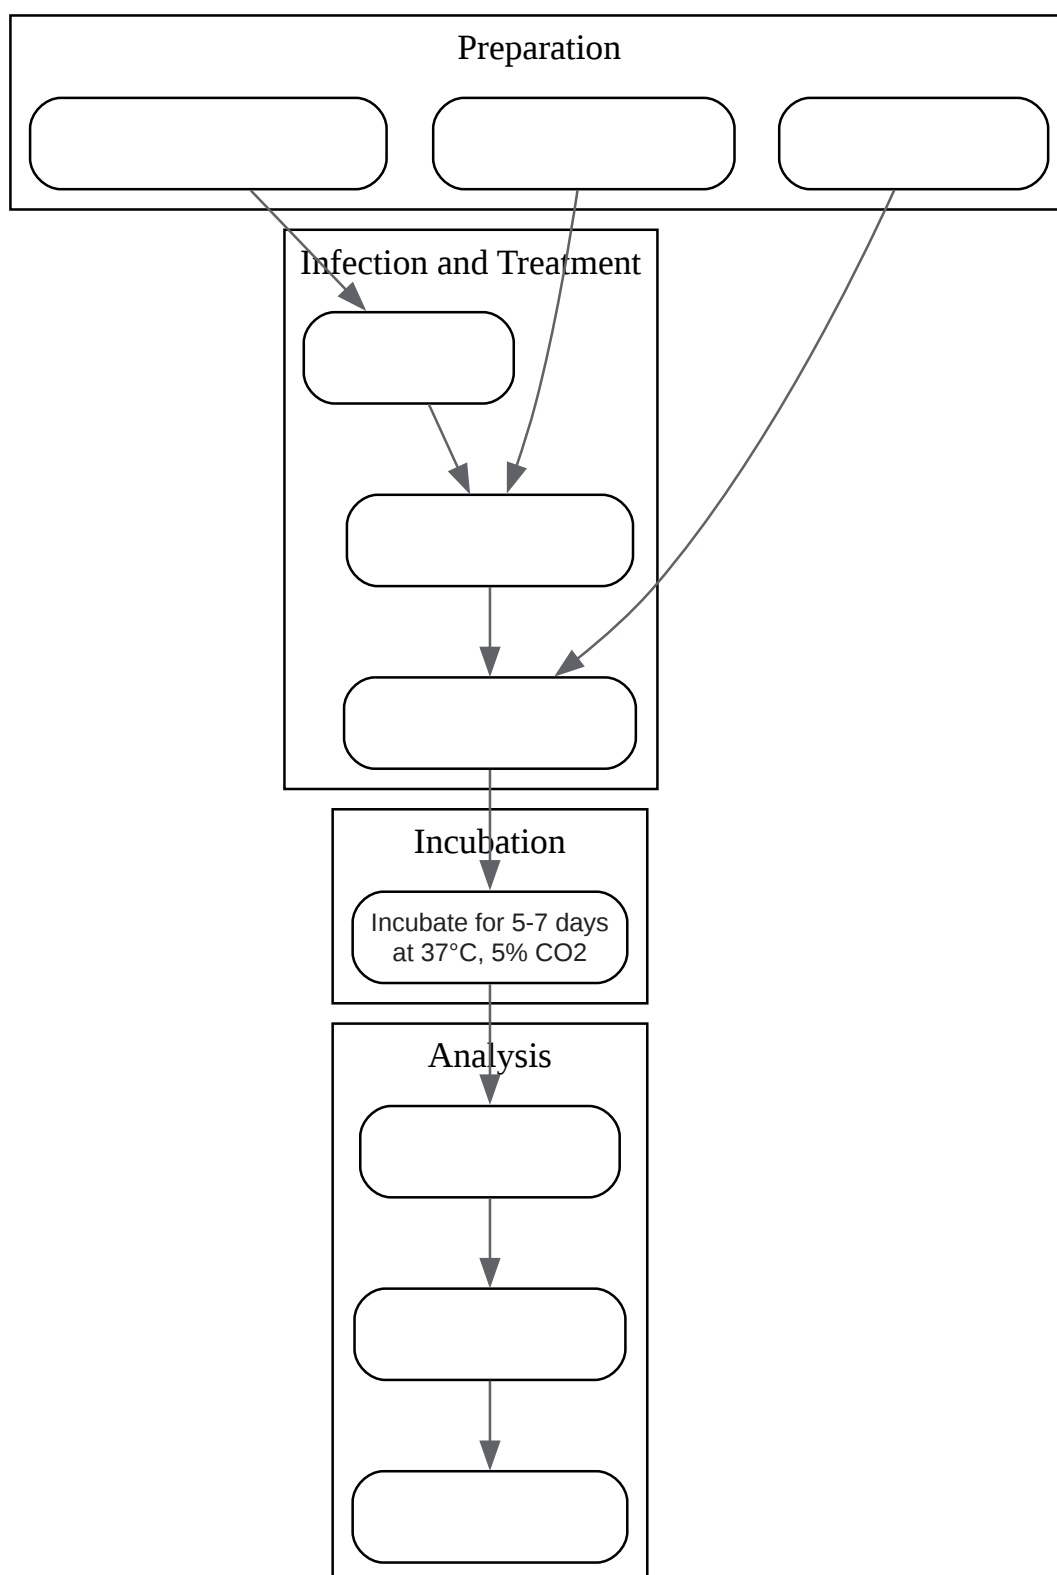 Preparation
Infection and Treatment
Incubation
Incubate for 5-7 days
at 37°C, 5% CO2
Analysis